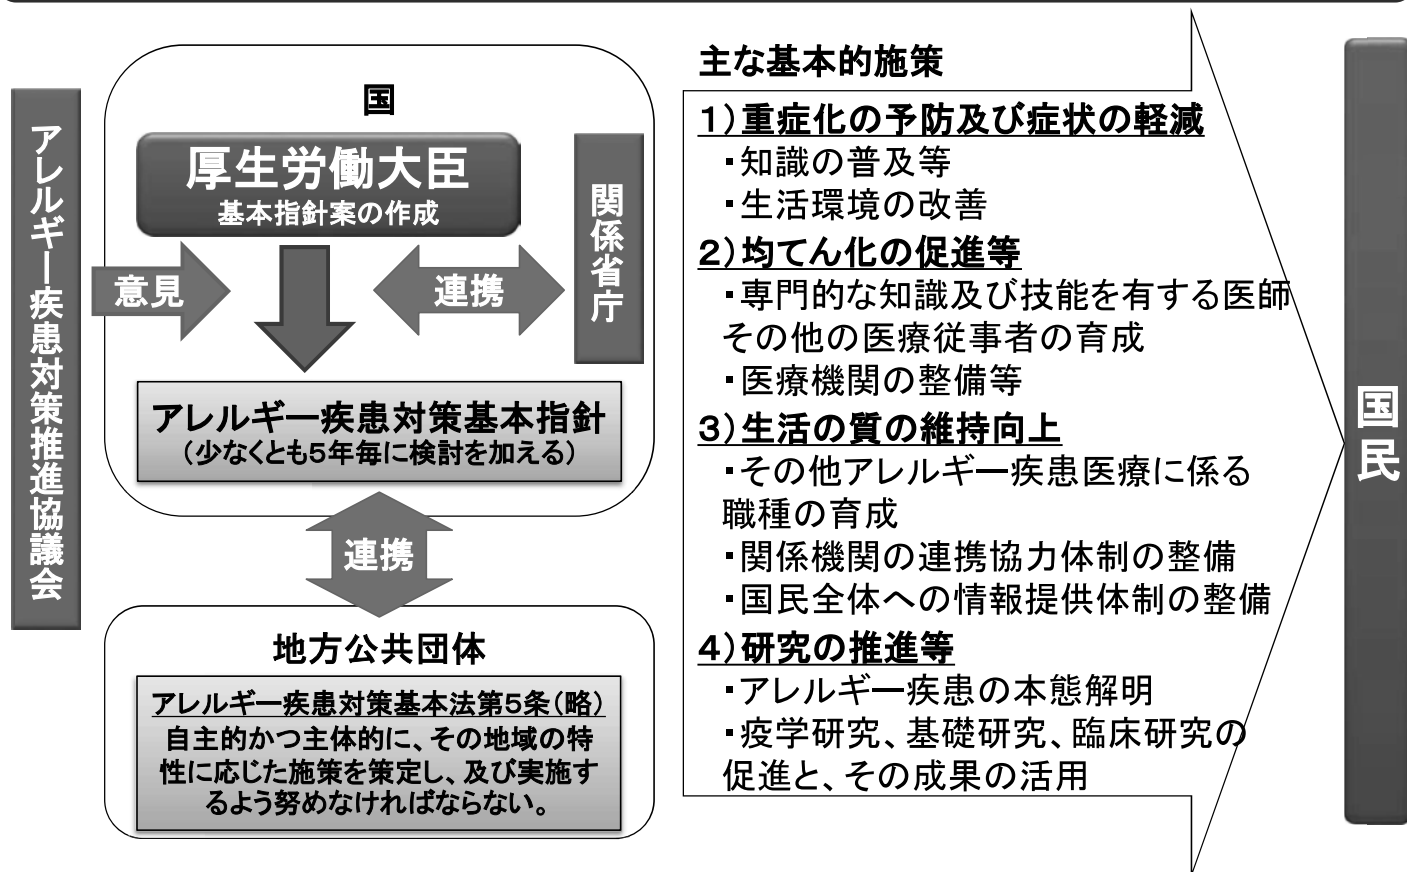 アレルギー疾患対策推進協議会
国
厚生労働大臣
基本指針案の作成
関係省庁
意見
連携
アレルギー疾患対策基本指針
（少なくとも５年毎に検討を加える）
連携
地方公共団体
アレルギー疾患対策基本法第５条（略）
自主的かつ主体的に、その地域の特
性に応じた施策を策定し、及び実施す
るよう努めなければならない。
主な基本的施策
１）重症化の予防及び症状の軽減
・知識の普及等
・生活環境の改善
２）均てん化の促進等
・専門的な知識及び技能を有する医師
その他の医療従事者の育成
・医療機関の整備等
３）生活の質の維持向上
・その他アレルギー疾患医療に係る
職種の育成
・関係機関の連携協力体制の整備
・国民全体への情報提供体制の整備
４）研究の推進等
・アレルギー疾患の本態解明
・疫学研究、基礎研究、臨床研究の
促進と、その成果の活用
国民